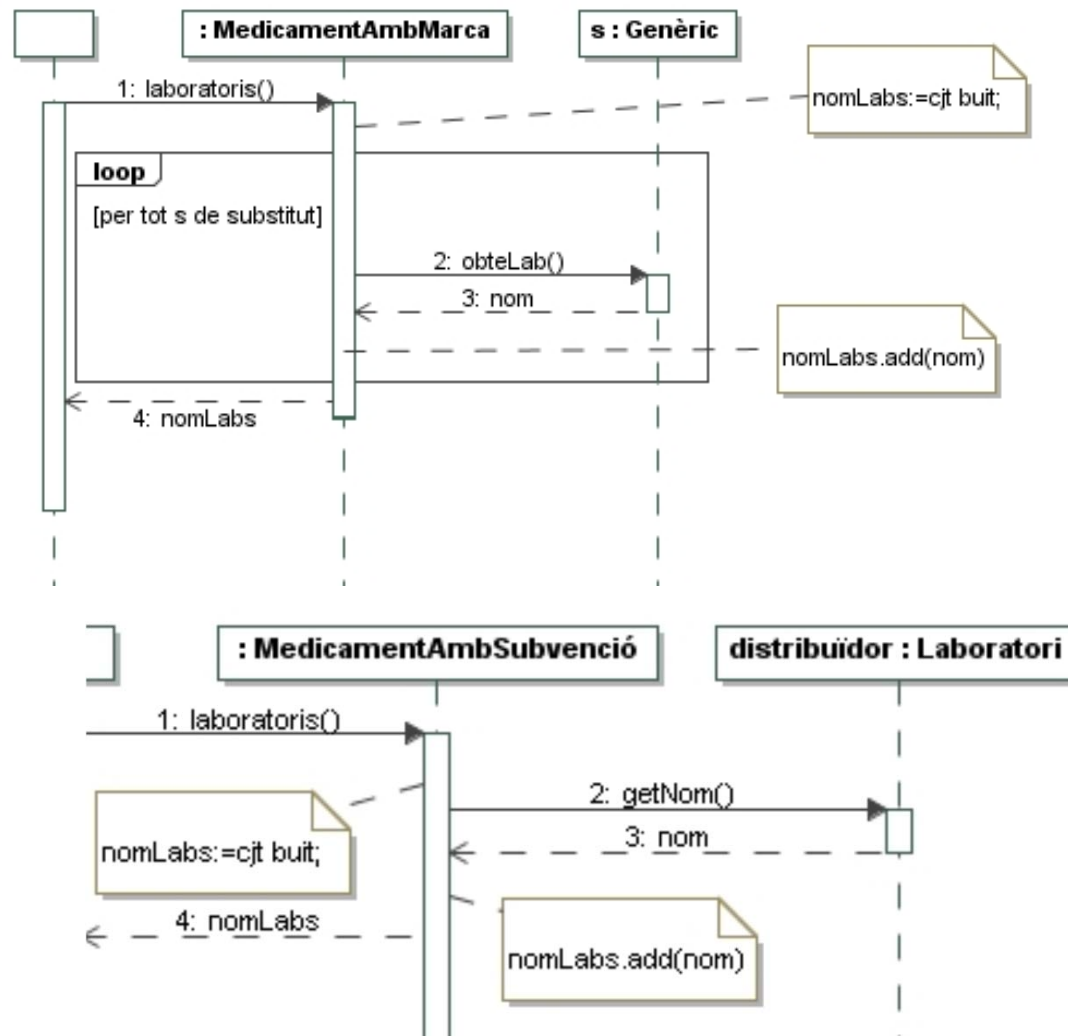 : MedicamentAmbMarca
s : Genèric
1: laboratoris()
nomLabs:=cjt buit;
loop
[per tot s de substitut]
2: obteLab()
3: nom
nomLabs.add(nom)
4: nomLabs
: MedicamentAmbSubvenció
distribuïdor : Laboratori
1: laboratoris()
2: getNom()
3: nom
nomLabs:=cjt buit;
4: nomLabs
nomLabs.add(nom)